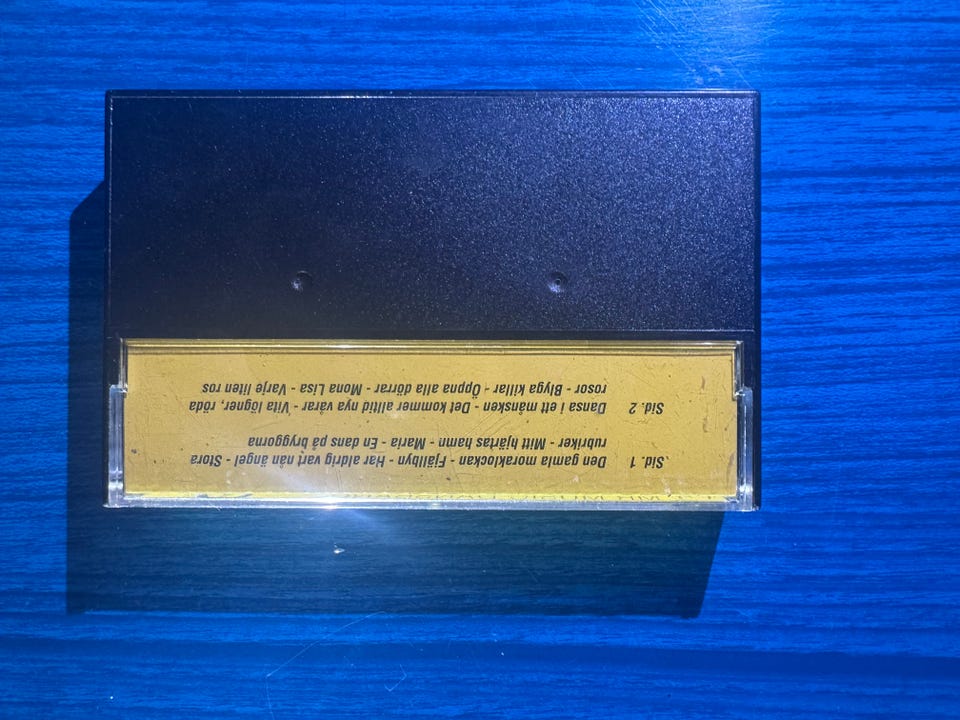 Sid. 1 Den gamla moraklockan - Fjällbyn - Har aldrig vart nån ängel - Stora
rubriker - Mitt hjärtas hamn - Maria - En dans på bryggorna
Sid. 2 Dansa i ett månsken - Det kommer alltid nya vårar - Vita lögner, röda
rosor - Blyga killar - Öppna alla dörrar - Mona Lisa - Varje liten ros